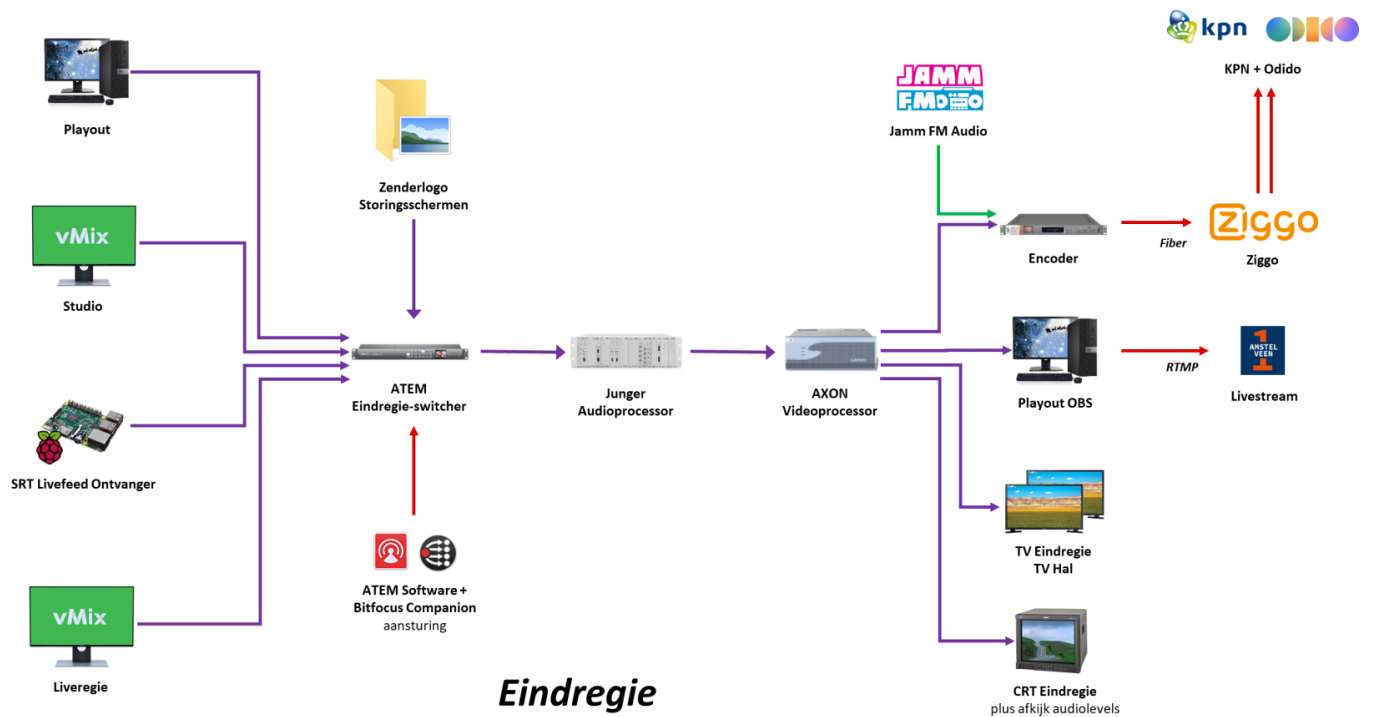 kpn
KPN + Odido
JAMM
FM
Jamm FM Audio
Playout
Zenderlogo
Storingsschermen
vMix
Studio
Encoder
Fiber
ziggo
Ziggo
ATEM
Eindregie-switcher
Junger
Audioprocessor
AXON
Videoprocessor
Playout OBS
RTMP
AMSTEL
VEEN
1
Livestream
SRT Livefeed Ontvanger
TV Eindregie
TV Hal
ATEM Software +
Bitfocus Companion
aansturing
vMix
Liveregie
CRT Eindregie
plus afkijk audiolevels
Eindregie